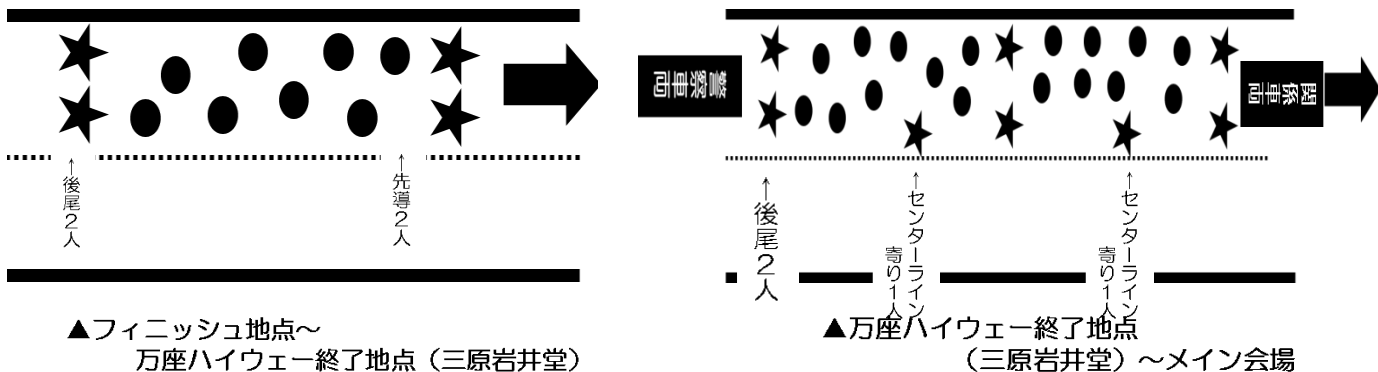 ↑後尾２人
↑先導２人
▲フィニッシュ地点～
万座ハイウェー終了地点（三原岩井堂）
警察車両
関係車両
↑後尾２人
↑センターライン
寄り１人
↑センターライン
寄り１人
▲万座ハイウェー終了地点
（三原岩井堂）～メイン会場